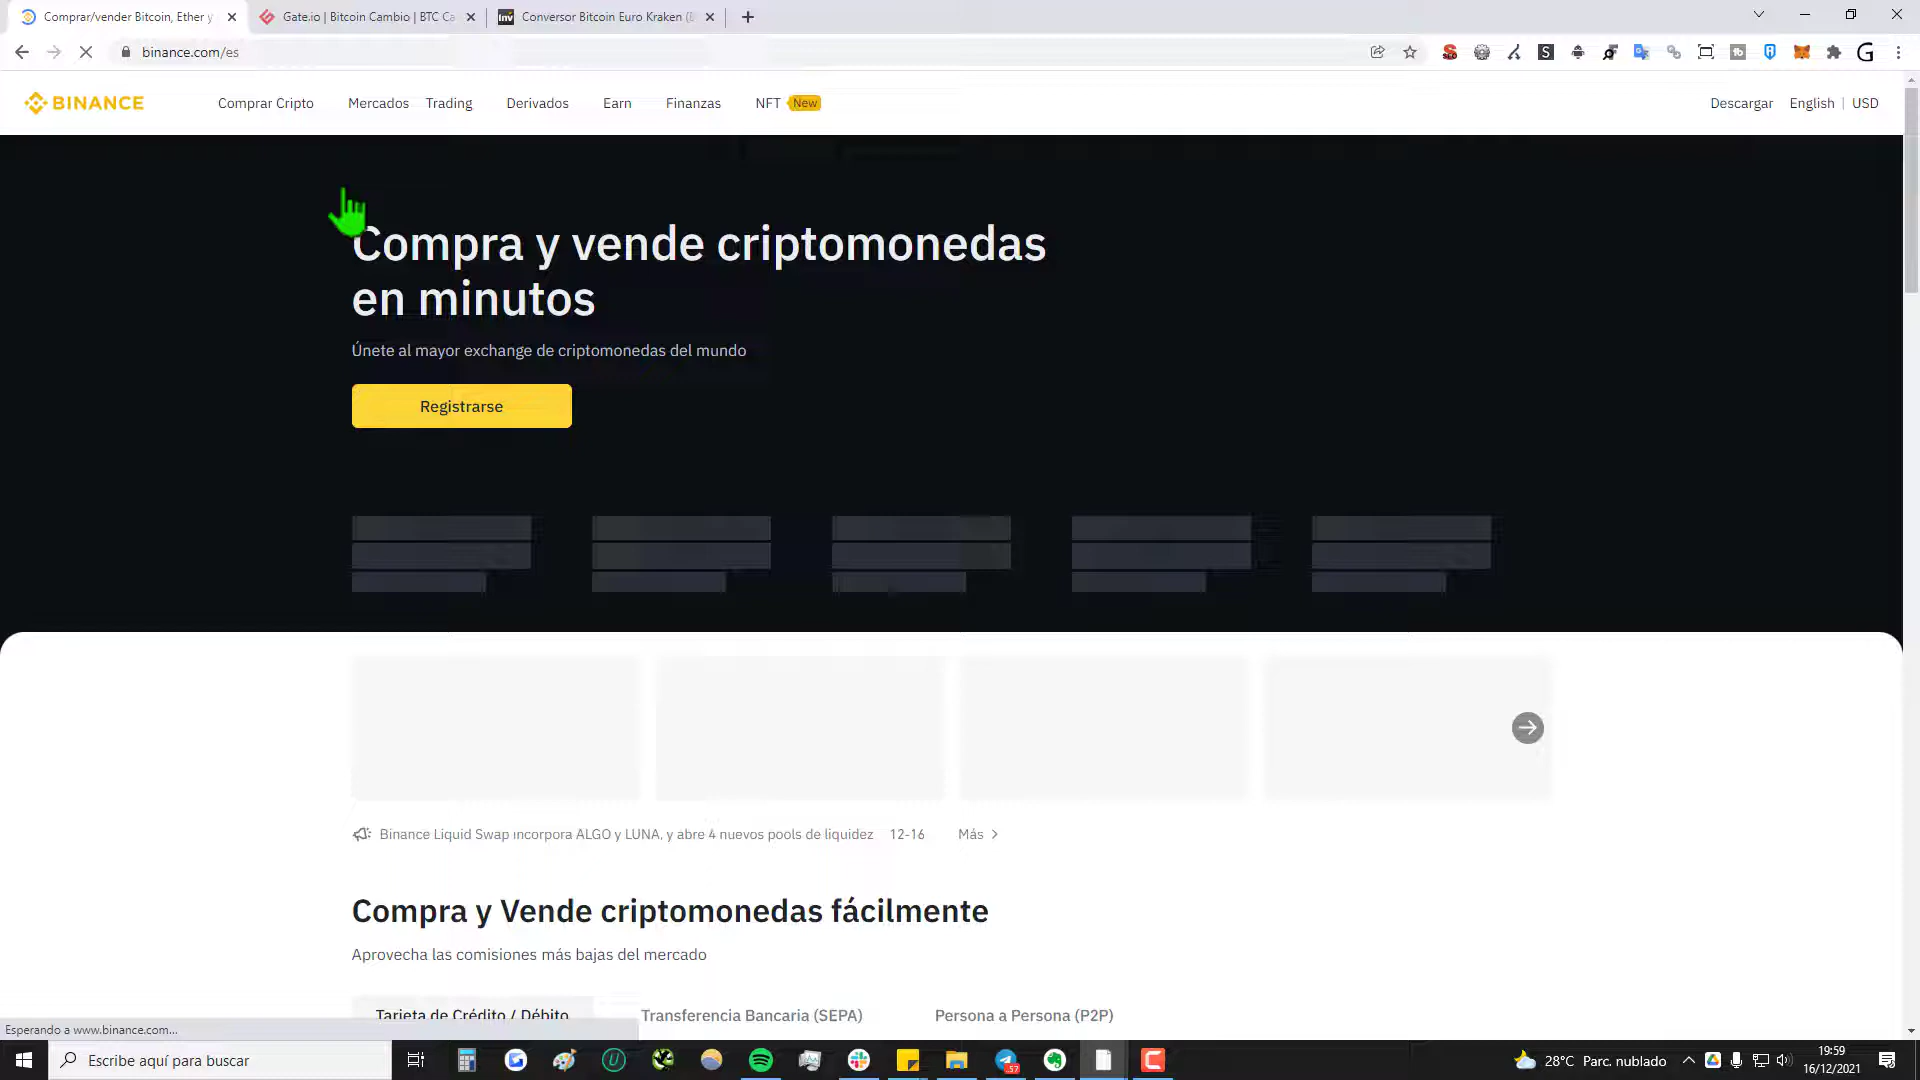 Comprar/vender Bitcoin, Ether y
Gate.io | Bitcoin Cambio | BTC Ca
Conversor Bitcoin Euro Kraken (
binance.com/es
BINANCE
Comprar Cripto
Mercados
Trading
Derivados
Earn
Finanzas
NFT New
Descargar
English | USD
Compra y vende criptomonedas
en minutos
Únete al mayor exchange de criptomonedas del mundo
Registrarse
Binance Liquid Swap incorpora ALGO y LUNA, y abre 4 nuevos pools de liquidez 12-16 Más
Compra y Vende criptomonedas fácilmente
Aprovecha las comisiones más bajas del mercado
Tarjeta de Crédito / Débito
Transferencia Bancaria (SEPA)
Persona a Persona (P2P)
Esperando a www.binance.com...
Escribe aquí para buscar
57
28°C Parc. nublado
19:59
16/12/2021